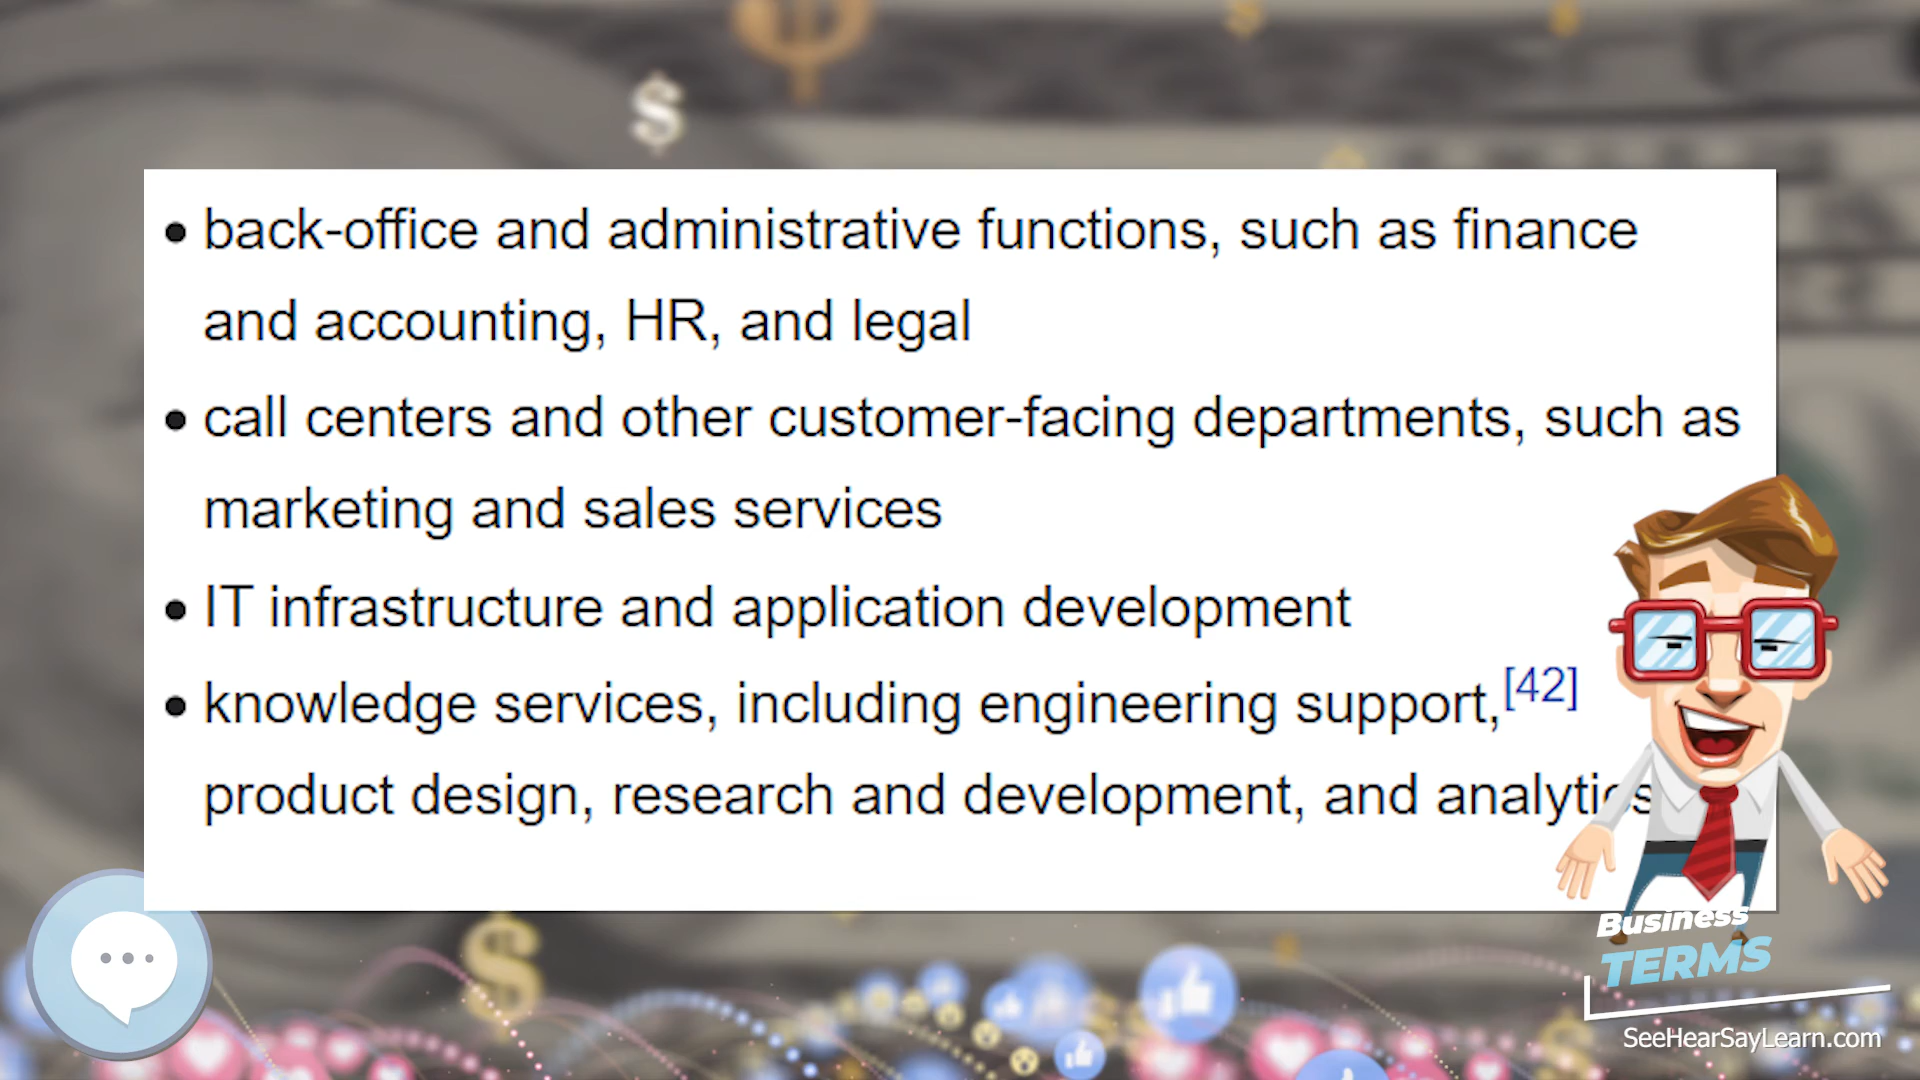 • back-office and administrative functions, such as finance
and accounting, HR, and legal
• call centers and other customer-facing departments, such as
marketing and sales services
• IT infrastructure and application development
• knowledge services, including engineering support,[42]
product design, research and development, and analytics
Business
TERMS
SeeHearSayLearn.com